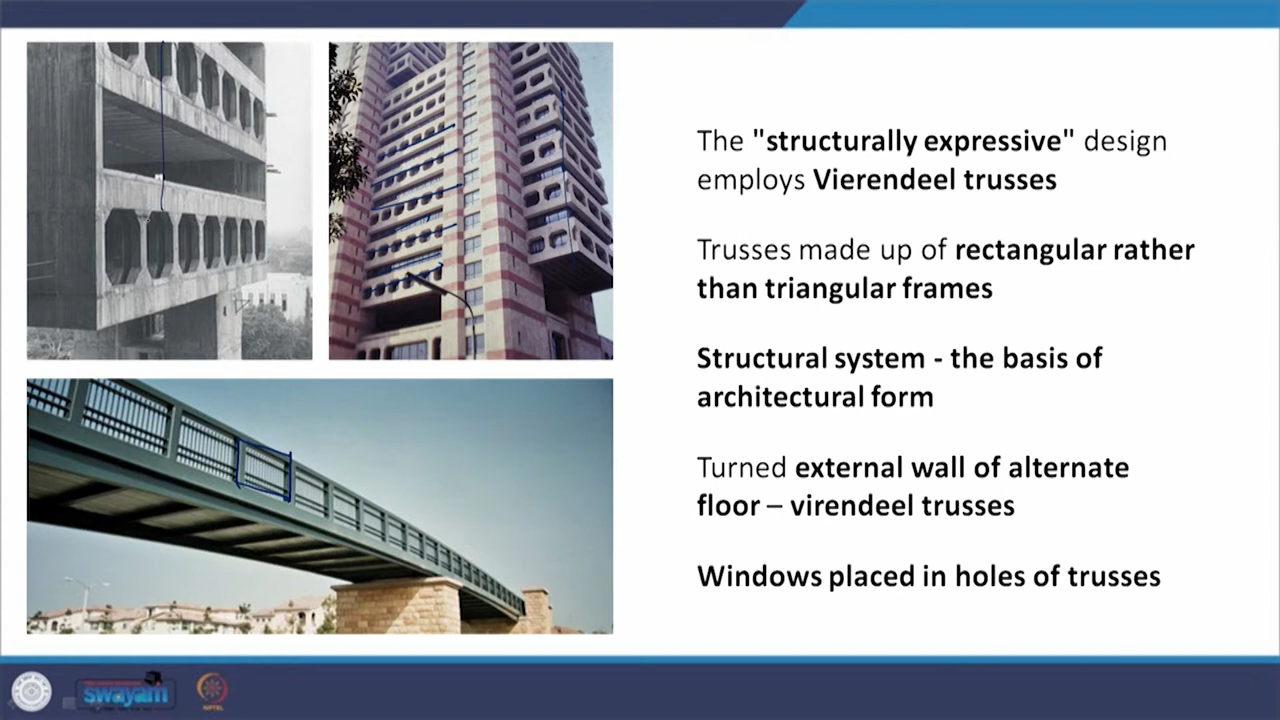 The "structurally expressive" design
employs Vierendeel trusses
Trusses made up of rectangular rather
than triangular frames
Structural system - the basis of
architectural form
Turned external wall of alternate
floor – virendeel trusses
Windows placed in holes of trusses
swayam
NPTEL